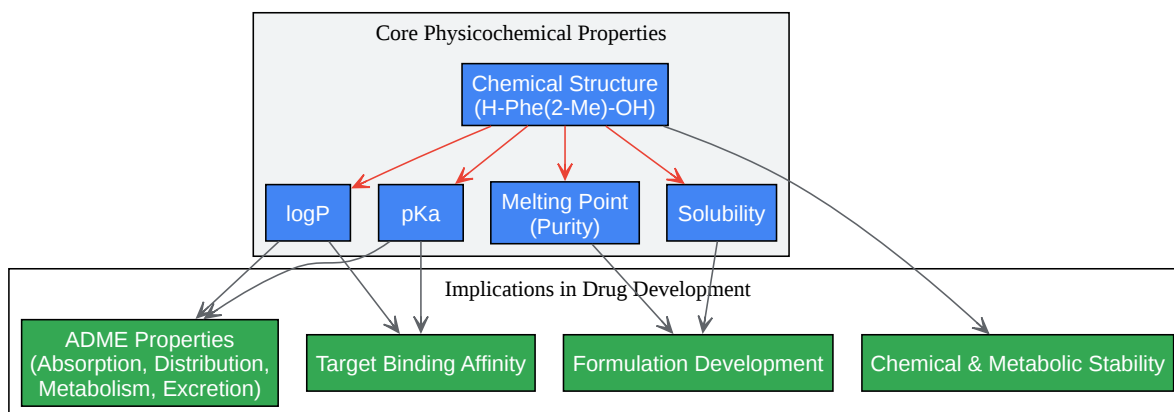 Core Physicochemical Properties
Chemical Structure
(H-Phe(2-Me)-OH)
logP
pKa
Melting Point
(Purity)
Solubility
Implications in Drug Development
ADME Properties
(Absorption, Distribution,
Metabolism, Excretion)
Target Binding Affinity
Formulation Development
Chemical & Metabolic Stability